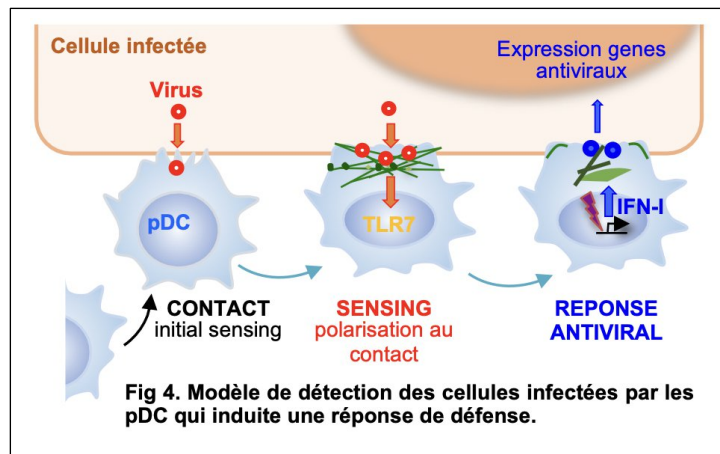 Cellule infectée
Expression genes
antiviraux
Virus
pDC
TLR7
IFN-I
CONTACT
initial sensing
SENSING
polarisation au
contact
REPONSE
ANTIVIRAL
Fig 4. Modèle de détection des cellules infectées par les
pDC qui induite une réponse de défense.